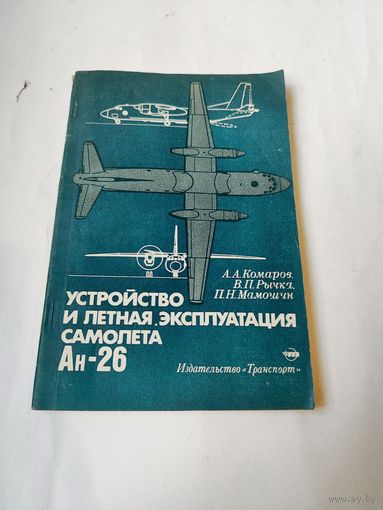 А.А.Комаров,
В.П.Рычка,
П.Н.Мамошин
УСТРОЙСТВО
И ЛЕТНАЯ ЭКСПЛУАТАЦИЯ
САМОЛЕТА
Ан-26
Издательство «Транспорт»
www.ay.by